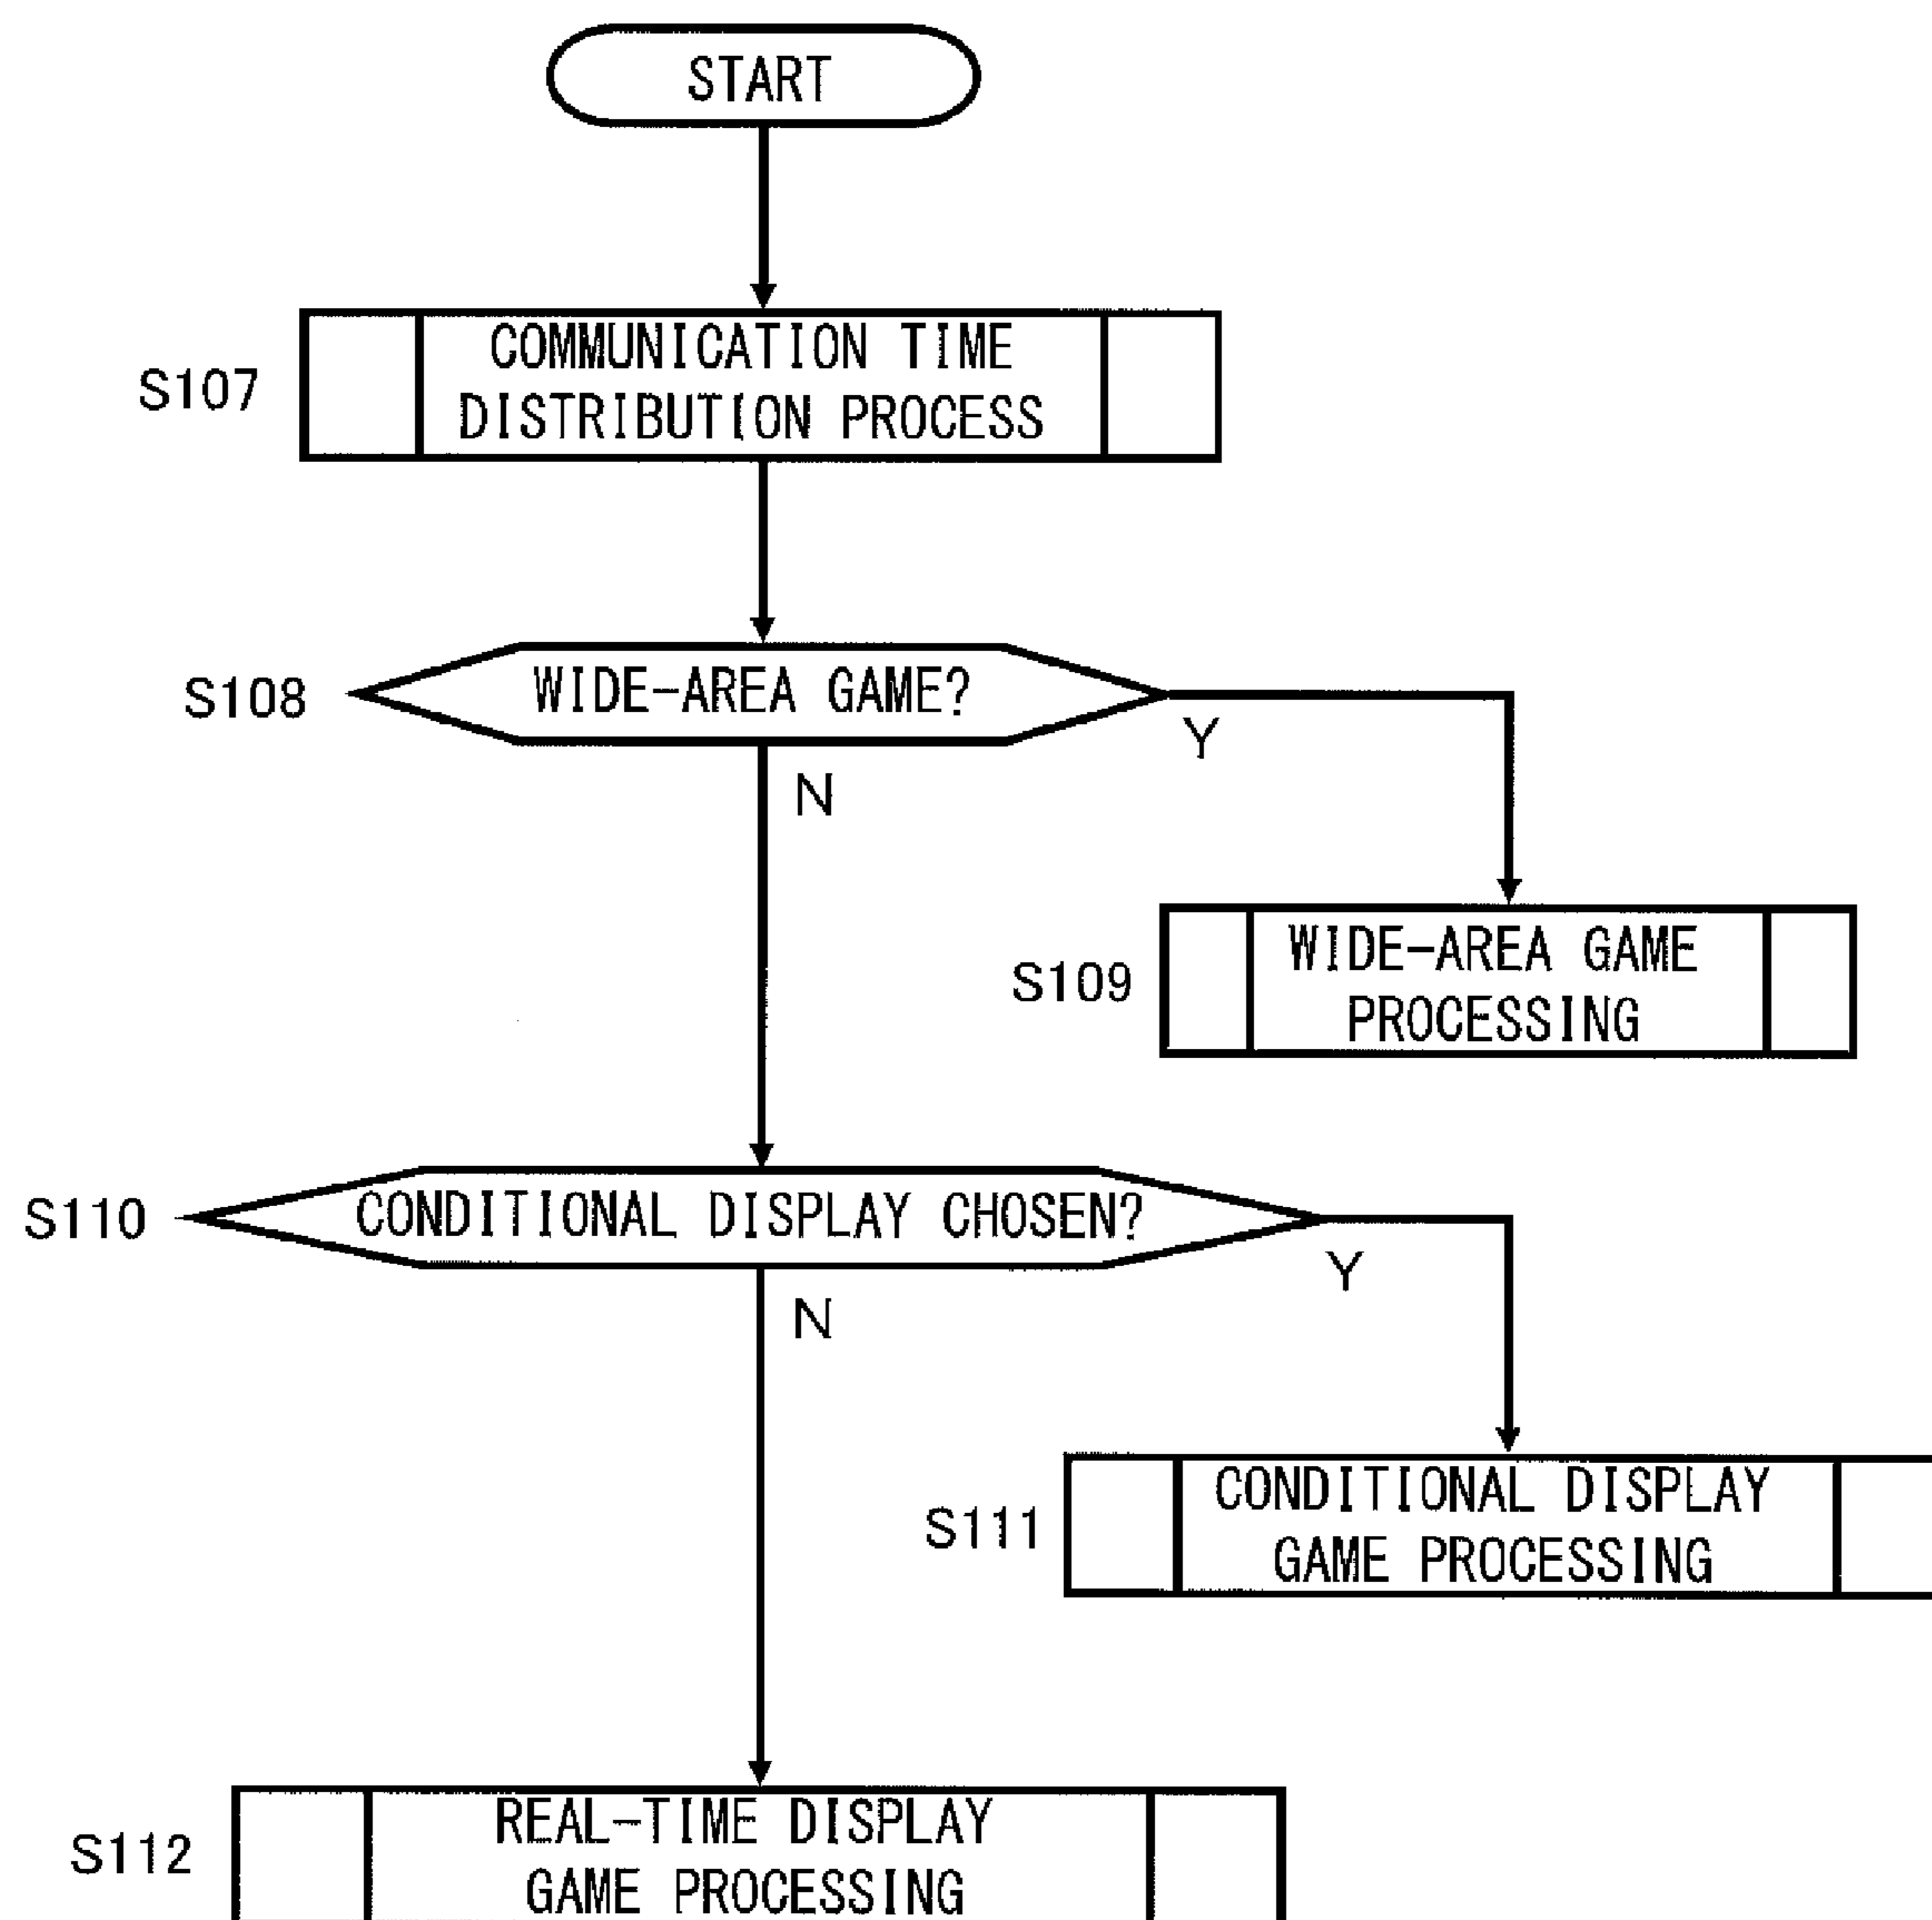 START
S107
COMMUNICATION TIME
DISTRIBUTION PROCESS
S108
WIDE-AREA GAME?
Y
N
S109
WIDE-AREA GAME
PROCESSING
S110
CONDITIONAL DISPLAY CHOSEN?
Y
N
S111
CONDITIONAL DISPLAY
GAME PROCESSING
S112
REAL-TIME DISPLAY
GAME PROCESSING